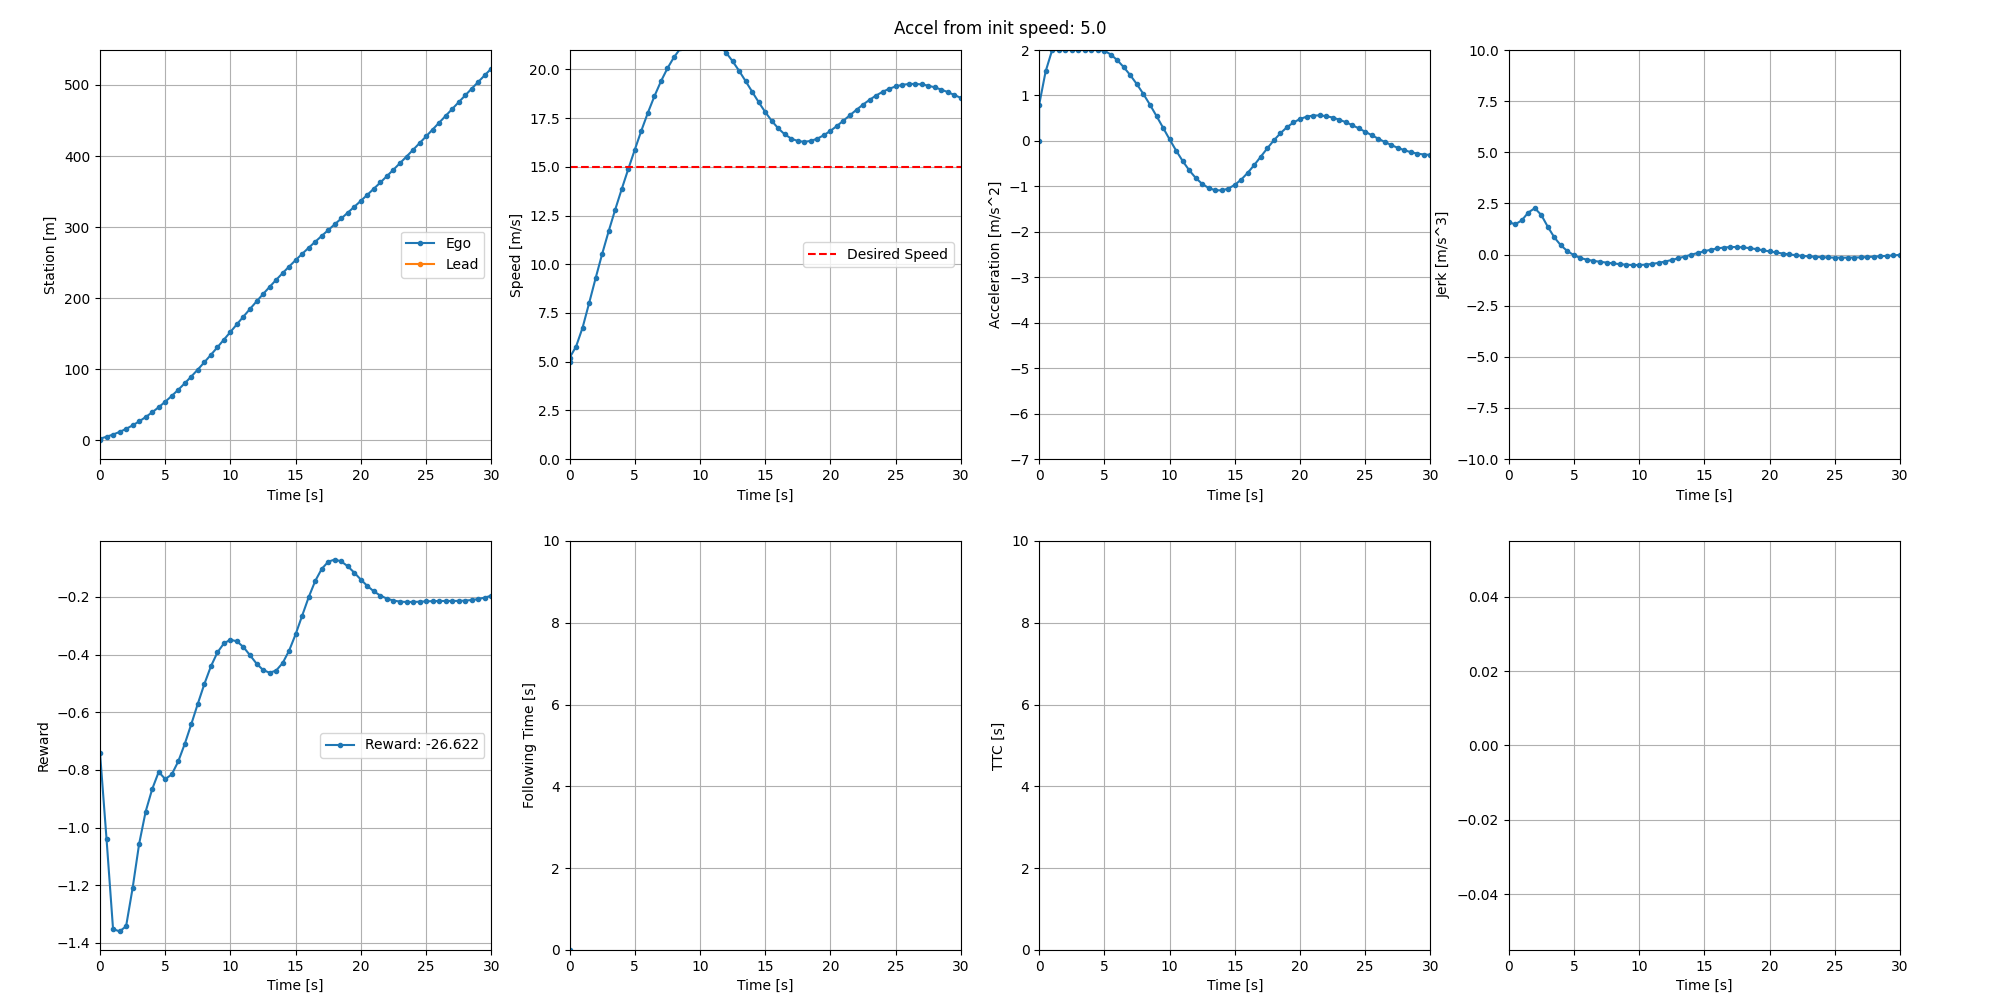 Accel from init speed: 5.0
500
400
300
200
100
0
Station [m]
Ego
Lead
0 5 10 15 20 25 30
Time [s]
20.0
17.5
15.0
12.5
10.0
7.5
5.0
2.5
0.0
Speed [m/s]
Desired Speed
0 5 10 15 20 25 30
Time [s]
2
1
0
−1
−2
−3
−4
−5
−6
−7
Acceleration [m/s^2]
0 5 10 15 20 25 30
Time [s]
10.0
7.5
5.0
2.5
0.0
−2.5
−5.0
−7.5
−10.0
Jerk [m/s^3]
0 5 10 15 20 25 30
Time [s]
−0.2
−0.4
−0.6
−0.8
−1.0
−1.2
−1.4
Reward
Reward: -26.622
0 5 10 15 20 25 30
Time [s]
10
8
6
4
2
0
Following Time [s]
0 5 10 15 20 25 30
Time [s]
10
8
6
4
2
0
TTC [s]
0 5 10 15 20 25 30
Time [s]
0.04
0.02
0.00
−0.02
−0.04
0 5 10 15 20 25 30
Time [s]